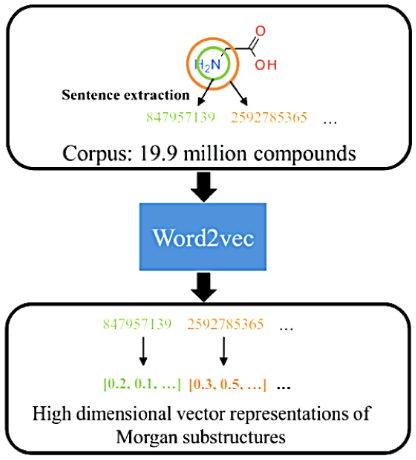 O
H₂N
OH
Sentence extraction
847957139 2592785365 ...
Corpus: 19.9 million compounds
Word2vec
847957139 2592785365 ...
[0.2, 0.1, ...] [0.3, 0.5, ...] ...
High dimensional vector representations of
Morgan substructures